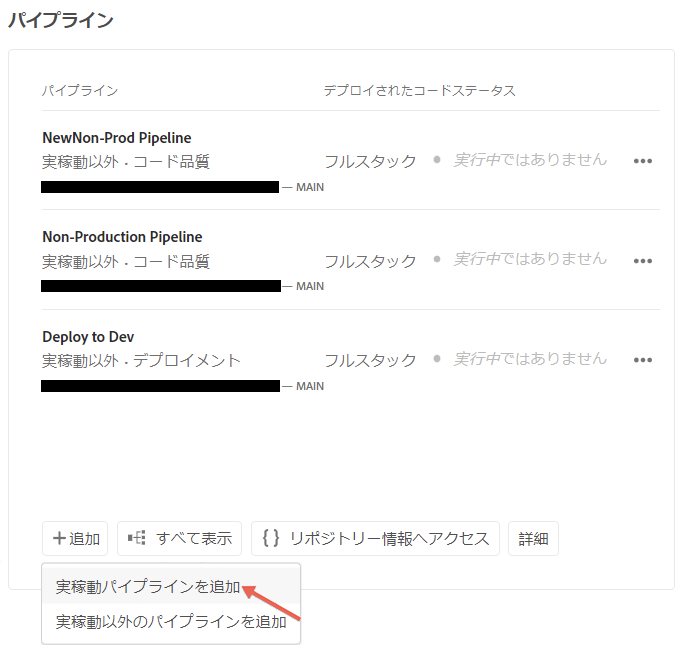 パイプライン
パイプライン デプロイされたコードステータス
NewNon-Prod Pipeline
実稼動以外・コード品質 フルスタック 実行中ではありません
— MAIN
Non-Production Pipeline
実稼動以外・コード品質 フルスタック 実行中ではありません
— MAIN
Deploy to Dev
実稼動以外・デプロイメント フルスタック 実行中ではありません
— MAIN
+追加 すべて表示 {} リポジトリー情報へアクセス 詳細
実稼動パイプラインを追加
実稼動以外のパイプラインを追加